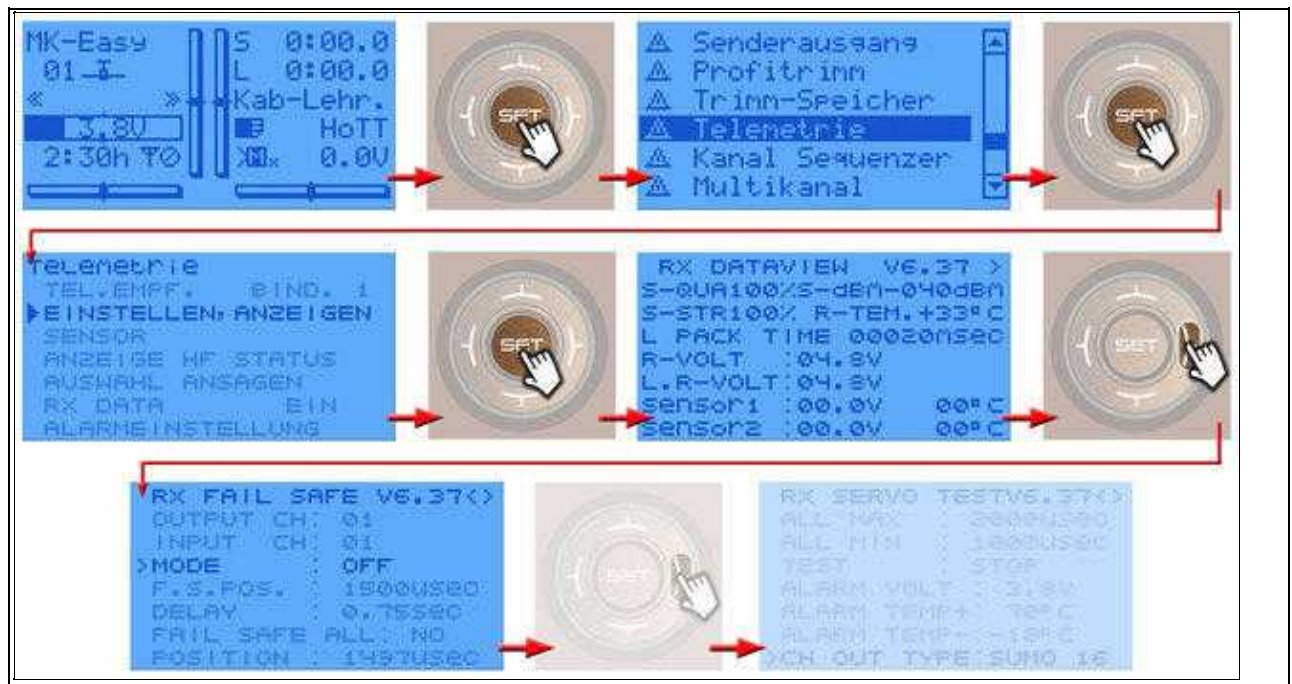 MK-Easy
01
« »
3.8V
2:30h
S 0:00.0
L 0:00.0
Kab-Lehr.
HoTT
M 0.0V
SET
Senderausgang
Profitrimm
Trimm-Speicher
Telemetrie
Kanal Sequenzer
Multikanal
SET
Telemetrie
TEL.EMPF. BIND. 1
EINSTELLEN, ANZEIGEN
SENSOR
ANZEIGE HF STATUS
AUSWAHL ANSAGEN
RX DATA EIN
ALARMEINSTELLUNG
SET
RX DATAVIEW V6.37 >
S-QUA100%S-dBm-040dBm
S-STR100% R-TEM.+33°C
L PACK TIME 00020msec
R-VOLT :04.8V
L.R-VOLT:04.8V
Sensor1 :00.0V 00°C
Sensor2 :00.0V 00°C
SET
RX FAIL SAFE V6.37<>
OUTPUT CH: 01
INPUT CH: 01
>MODE : OFF
F.S.POS. : 1500usec
DELAY : 0.75sec
FAIL SAFE ALL: NO
POSITION : 1497usec
SET
RX SERVO TESTV6.37<>
ALL MAX : 2000usec
ALL MIN : 1000usec
TEST : STOP
ALARM VOLT : 3.8V
ALARM TEMP+ 70°C
ALARM TEMP- -10°C
>CH OUT TYPE:SUMO 16